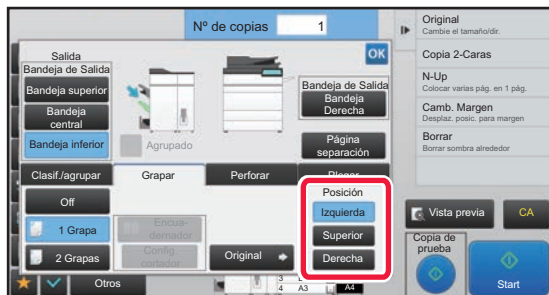 Nº de copias 1
Original
Cambie el tamaño/dir.
Copia 2-Caras
N-Up
Colocar varias pág. en 1 pág.
Camb. Margen
Desplaz. posic. para margen
Borrar
Borrar sombra alrededor
OK
Salida
Bandeja de Salida
Bandeja superior
Bandeja
central
Bandeja inferior
Agrupado
Bandeja de Salida
Bandeja
Derecha
Página
separación
Clasif./agrupar
Grapar
Perforar
Plegar
Off
1 Grapa
2 Grapas
Encua-
dernador
Config.
cortador
Original
Posición
Izquierda
Superior
Derecha
Vista previa
CA
Copia de
prueba
Start
Otros
3
4 A3
A4